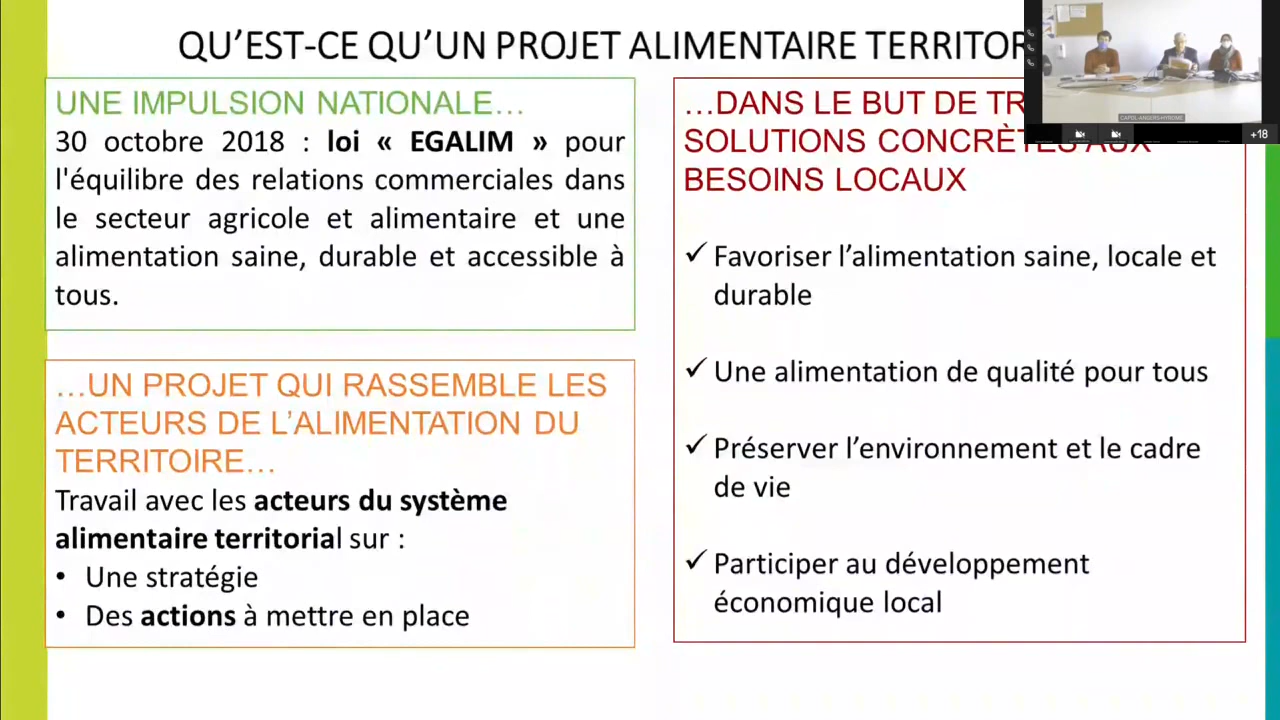 QU’EST-CE QU’UN PROJET ALIMENTAIRE
UNE IMPULSION NATIONALE…
30 octobre 2018 : loi « EGALIM » pour
l'équilibre des relations commerciales dans
le secteur agricole et alimentaire et une
alimentation saine, durable et accessible à
tous.
…UN PROJET QUI RASSEMBLE LES
ACTEURS DE L’ALIMENTATION DU
TERRITOIRE…
Travail avec les acteurs du système
alimentaire territorial sur :
• Une stratégie
• Des actions à mettre en place
…DANS LE BUT DE
SOLUTIONS CONCRÈTES AUX
BESOINS LOCAUX
✓ Favoriser l’alimentation saine, locale et
durable
✓ Une alimentation de qualité pour tous
✓ Préserver l’environnement et le cadre
de vie
✓ Participer au développement
économique local
+18